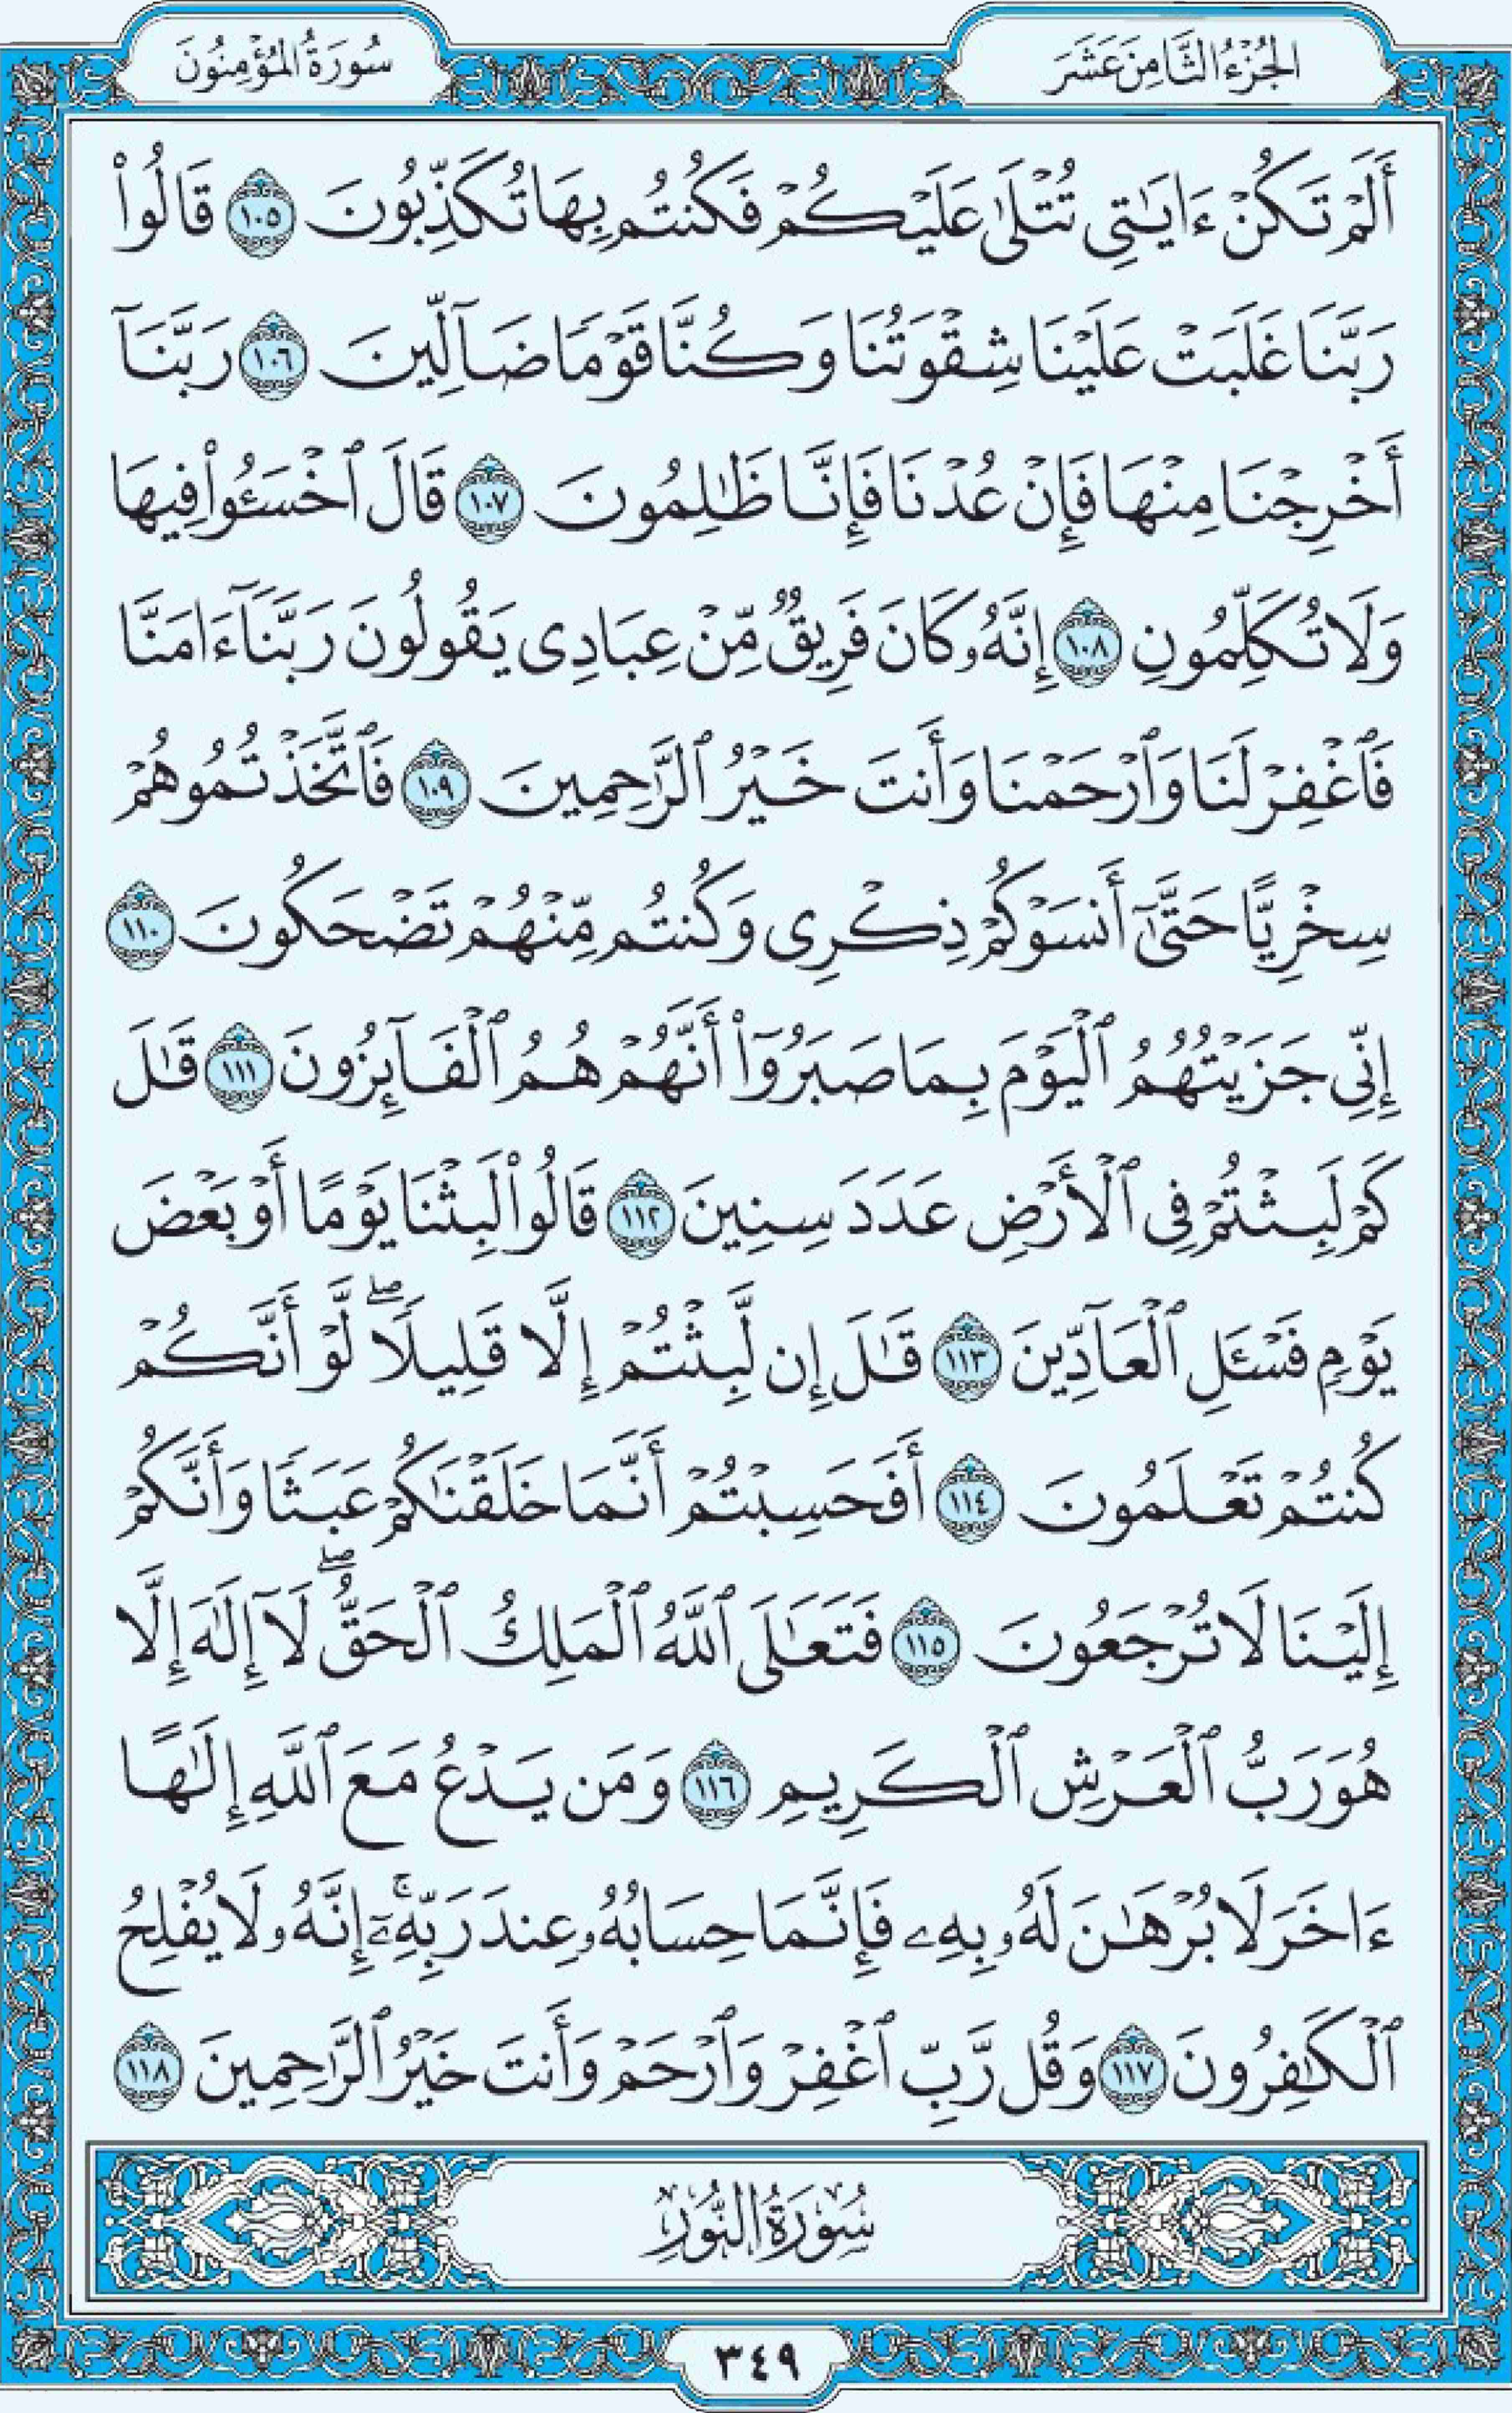 الجُزْءُ الثَّامِنَ عَشَرَ
سُورَةُ المُؤْمِنُونَ
أَلَمْ تَكُنْ ءَايَٰتِى تُتْلَىٰ عَلَيْكُمْ فَكُنتُم بِهَا تُكَذِّبُونَ ١٠٥ قَالُوا۟
رَبَّنَا غَلَبَتْ عَلَيْنَا شِقْوَتُنَا وَكُنَّا قَوْمًا ضَآلِّينَ ١٠٦ رَبَّنَآ
أَخْرِجْنَا مِنْهَا فَإِنْ عُدْنَا فَإِنَّا ظَٰلِمُونَ ١٠٧ قَالَ ٱخْسَـُٔوا۟ فِيهَا
وَلَا تُكَلِّمُونِ ١٠٨ إِنَّهُۥ كَانَ فَرِيقٌ مِّنْ عِبَادِى يَقُولُونَ رَبَّنَآ ءَامَنَّا
فَٱغْفِرْ لَنَا وَٱرْحَمْنَا وَأَنتَ خَيْرُ ٱلرَّٰحِمِينَ ١٠٩ فَٱتَّخَذْتُمُوهُمْ
سِخْرِيًّا حَتَّىٰٓ أَنسَوْكُمْ ذِكْرِى وَكُنتُم مِّنْهُمْ تَضْحَكُونَ ١١٠
إِنِّى جَزَيْتُهُمُ ٱلْيَوْمَ بِمَا صَبَرُوٓا۟ أَنَّهُمْ هُمُ ٱلْفَآئِزُونَ ١١١ قَٰلَ
كَمْ لَبِثْتُمْ فِى ٱلْأَرْضِ عَدَدَ سِنِينَ ١١٢ قَالُوا۟ لَبِثْنَا يَوْمًا أَوْ بَعْضَ
يَوْمٍ فَسْـَٔلِ ٱلْعَآدِّينَ ١١٣ قَٰلَ إِن لَّبِثْتُمْ إِلَّا قَلِيلًا ۖ لَّوْ أَنَّكُمْ
كُنتُمْ تَعْلَمُونَ ١١٤ أَفَحَسِبْتُمْ أَنَّمَا خَلَقْنَٰكُمْ عَبَثًا وَأَنَّكُمْ
إِلَيْنَا لَا تُرْجَعُونَ ١١٥ فَتَعَٰلَى ٱللَّهُ ٱلْمَلِكُ ٱلْحَقُّ ۖ لَآ إِلَٰهَ إِلَّا
هُوَ رَبُّ ٱلْعَرْشِ ٱلْكَرِيمِ ١١٦ وَمَن يَدْعُ مَعَ ٱللَّهِ إِلَٰهًا
ءَاخَرَ لَا بُرْهَٰنَ لَهُۥ بِهِۦ فَإِنَّمَا حِسَابُهُۥ عِندَ رَبِّهِۦٓ ۚ إِنَّهُۥ لَا يُفْلِحُ
ٱلْكَٰفِرُونَ ١١٧ وَقُل رَّبِّ ٱغْفِرْ وَٱرْحَمْ وَأَنتَ خَيْرُ ٱلرَّٰحِمِينَ ١١٨
سُورَةُ النُّورِ
٣٤٩